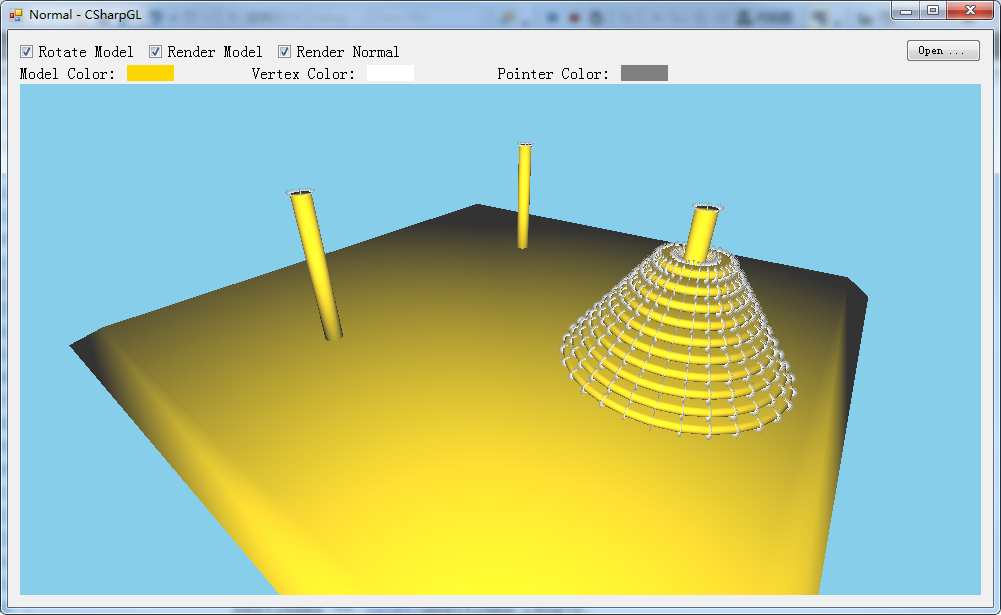 Normal - CSharpGL
Rotate Model Render Model Render Normal Open ...
Model Color: Vertex Color: Pointer Color: